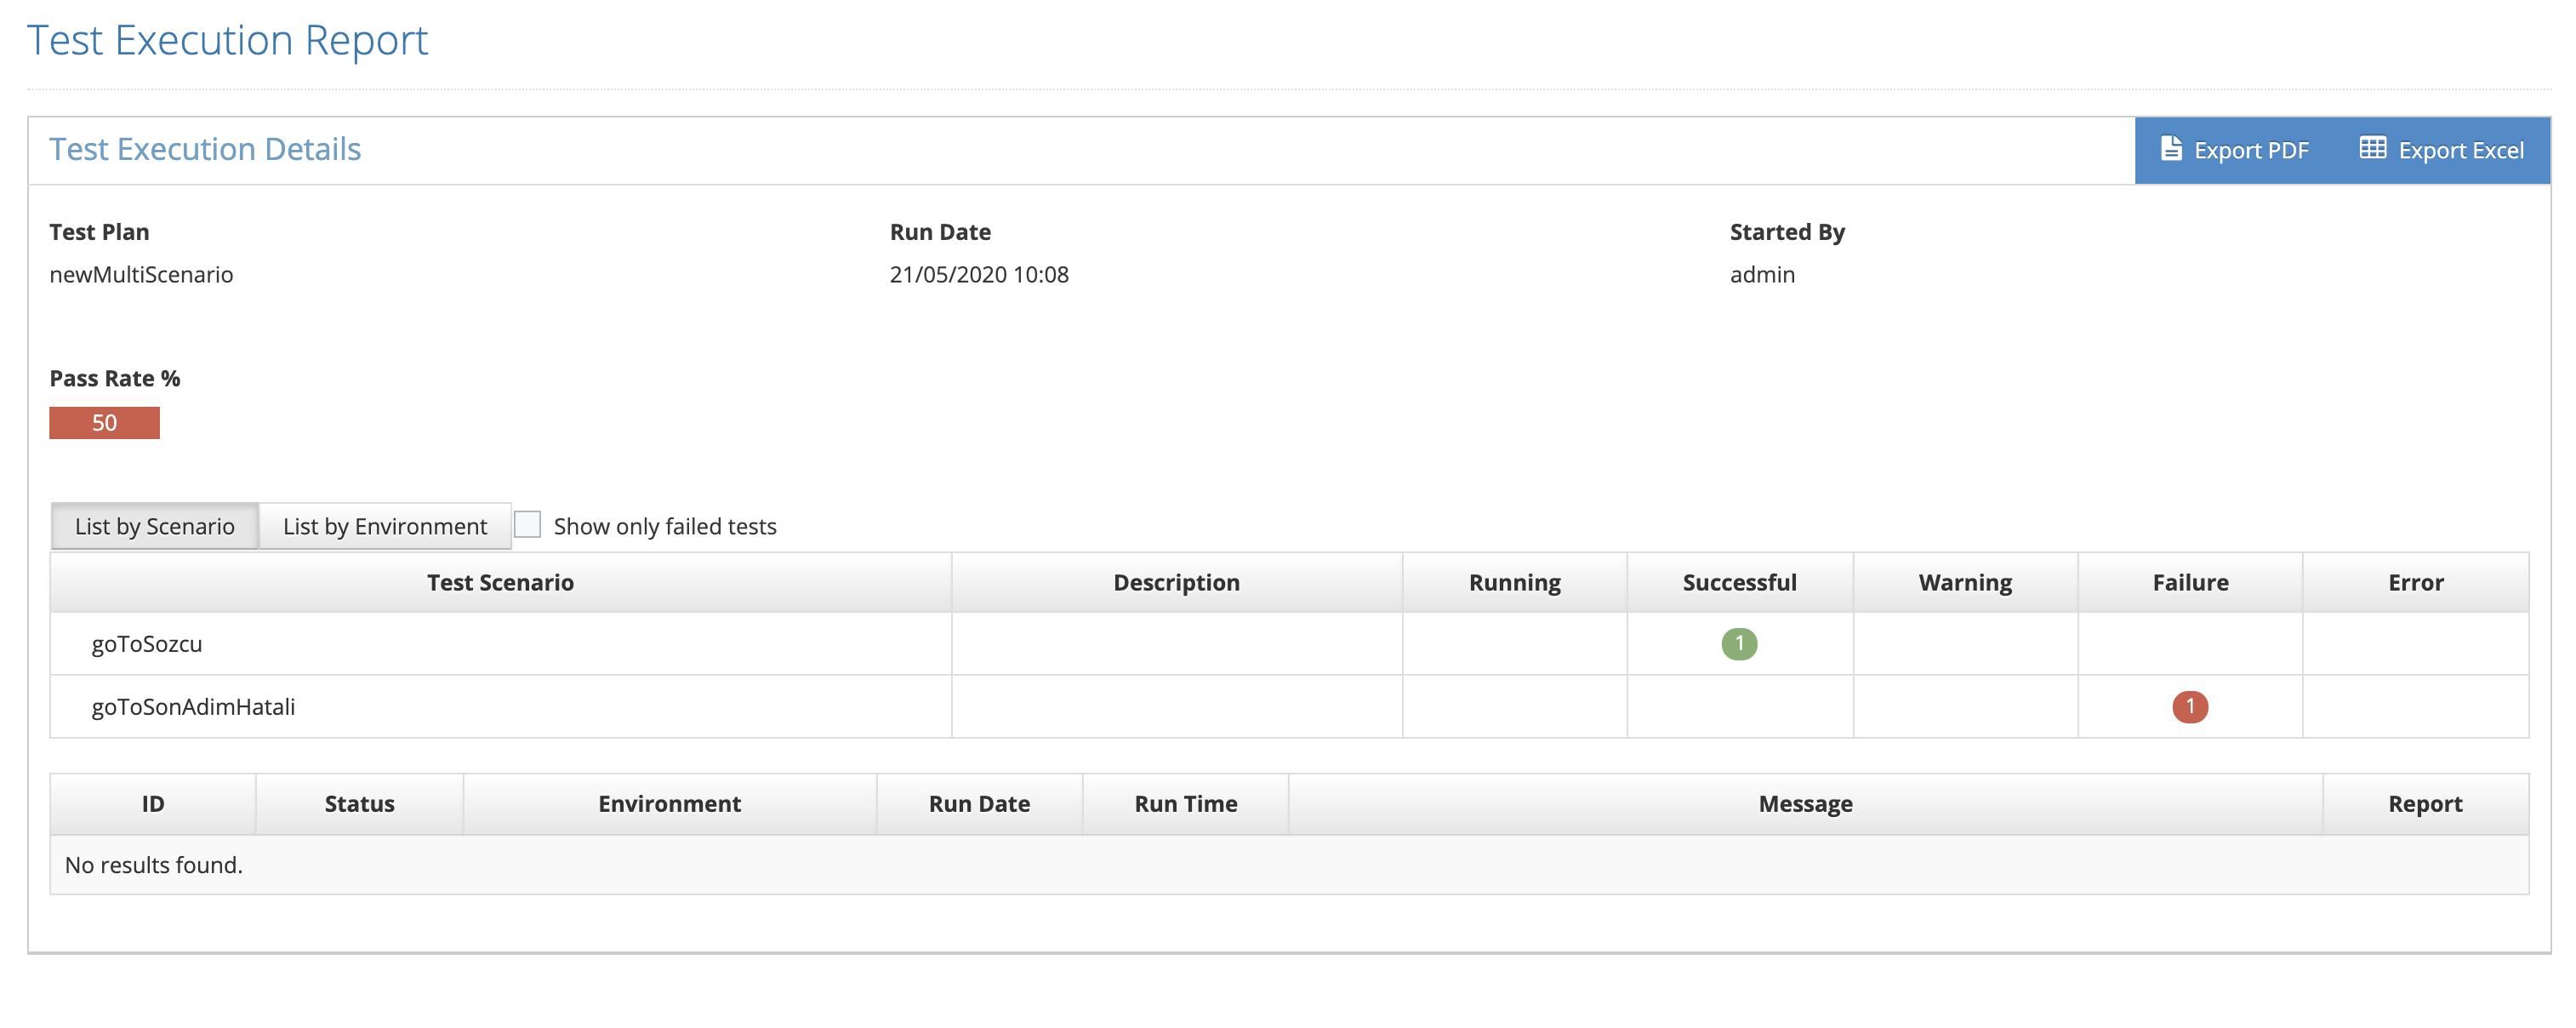 Test Execution Report
Test Execution Details
Export PDF Export Excel
Test Plan Run Date Started By
newMultiScenario 21/05/2020 10:08 admin
Pass Rate %
50
List by Scenario List by Environment Show only failed tests
Test Scenario Description Running Successful Warning Failure Error
goToSozcu 1
goToSonAdimHatali 1
ID Status Environment Run Date Run Time Message Report
No results found.